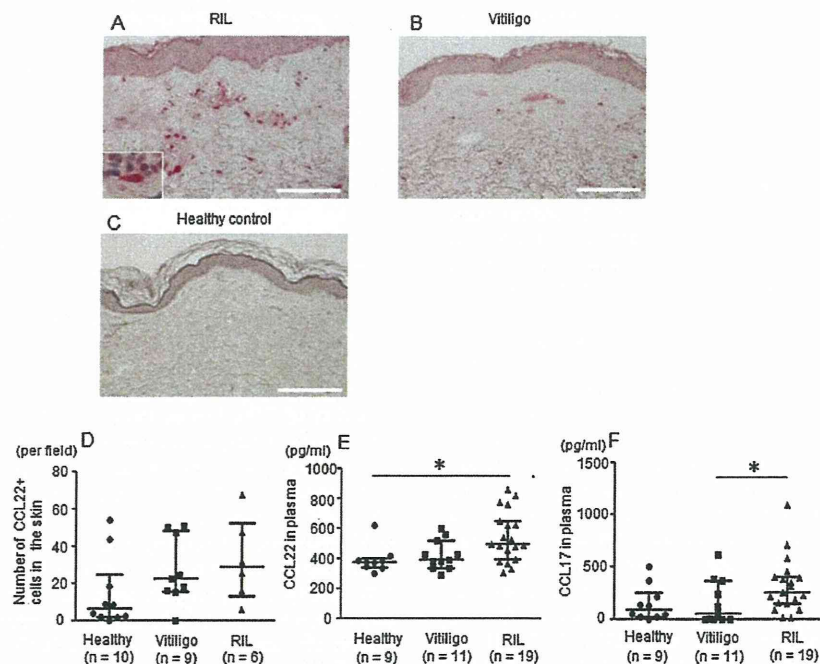 A RIL
B Vitiligo
C Healthy control
D
(per field)
Number of CCL22+
cells in the skin
80
60
40
20
0
Healthy
(n = 10)
Vitiligo
(n = 9)
RIL
(n = 6)
E
(pg/ml)
CCL22 in plasma
1000
800
600
400
200
0
*
Healthy
(n = 9)
Vitiligo
(n = 11)
RIL
(n = 19)
F
(pg/ml)
CCL17 in plasma
1500
1000
500
0
*
Healthy
(n = 9)
Vitiligo
(n = 11)
RIL
(n = 19)